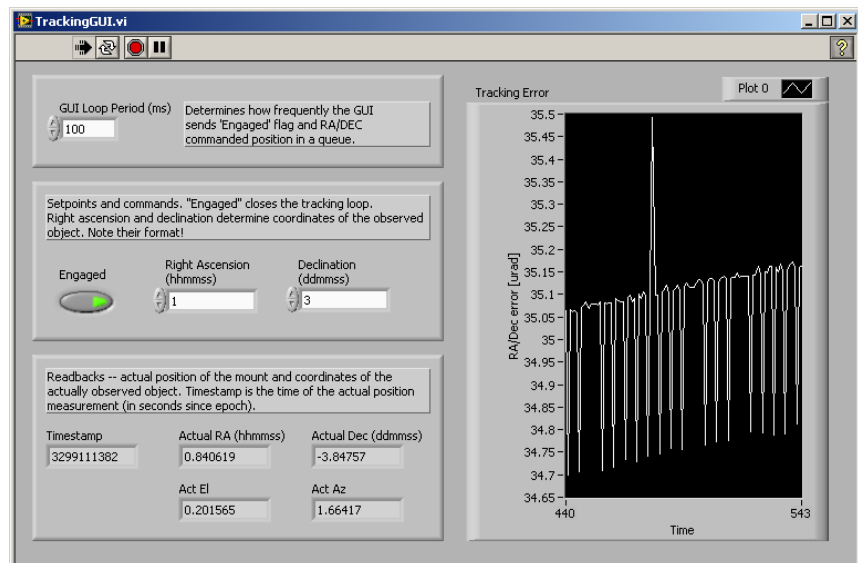 TrackingGUI.vi
GUI Loop Period (ms)
100
Determines how frequently the GUI
sends 'Engaged' flag and RA/DEC
commanded position in a queue.
Setpoints and commands. "Engaged" closes the tracking loop.
Right ascension and declination determine coordinates of the observed
object. Note their format!
Engaged
Right Ascension
(hhmmss)
1
Declination
(ddmmss)
3
Readbacks -- actual position of the mount and coordinates of the
actually observed object. Timestamp is the time of the actual position
measurement (in seconds since epoch).
Timestamp
3299111382
Actual RA (hhmmss)
0.840619
Actual Dec (ddmmss)
-3.84757
Act El
0.201565
Act Az
1.66417
Tracking Error
Plot 0
RA/Dec error [urad]
35.5
35.45
35.4
35.35
35.3
35.25
35.2
35.15
35.1
35.05
35
34.95
34.9
34.85
34.8
34.75
34.7
34.65
440
543
Time